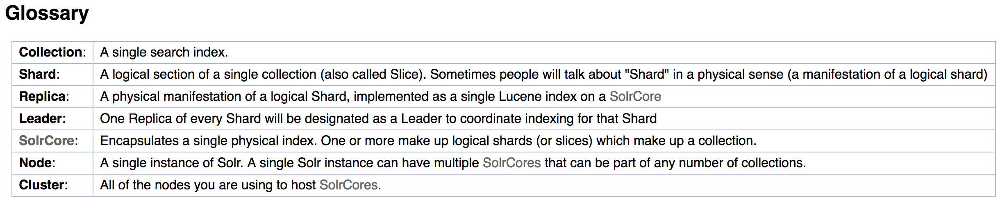 Glossary
Collection: A single search index.
Shard: A logical section of a single collection (also called Slice). Sometimes people will talk about "Shard" in a physical sense (a manifestation of a logical shard)
Replica: A physical manifestation of a logical Shard, implemented as a single Lucene index on a SolrCore
Leader: One Replica of every Shard will be designated as a Leader to coordinate indexing for that Shard
SolrCore: Encapsulates a single physical index. One or more make up logical shards (or slices) which make up a collection.
Node: A single instance of Solr. A single Solr instance can have multiple SolrCores that can be part of any number of collections.
Cluster: All of the nodes you are using to host SolrCores.